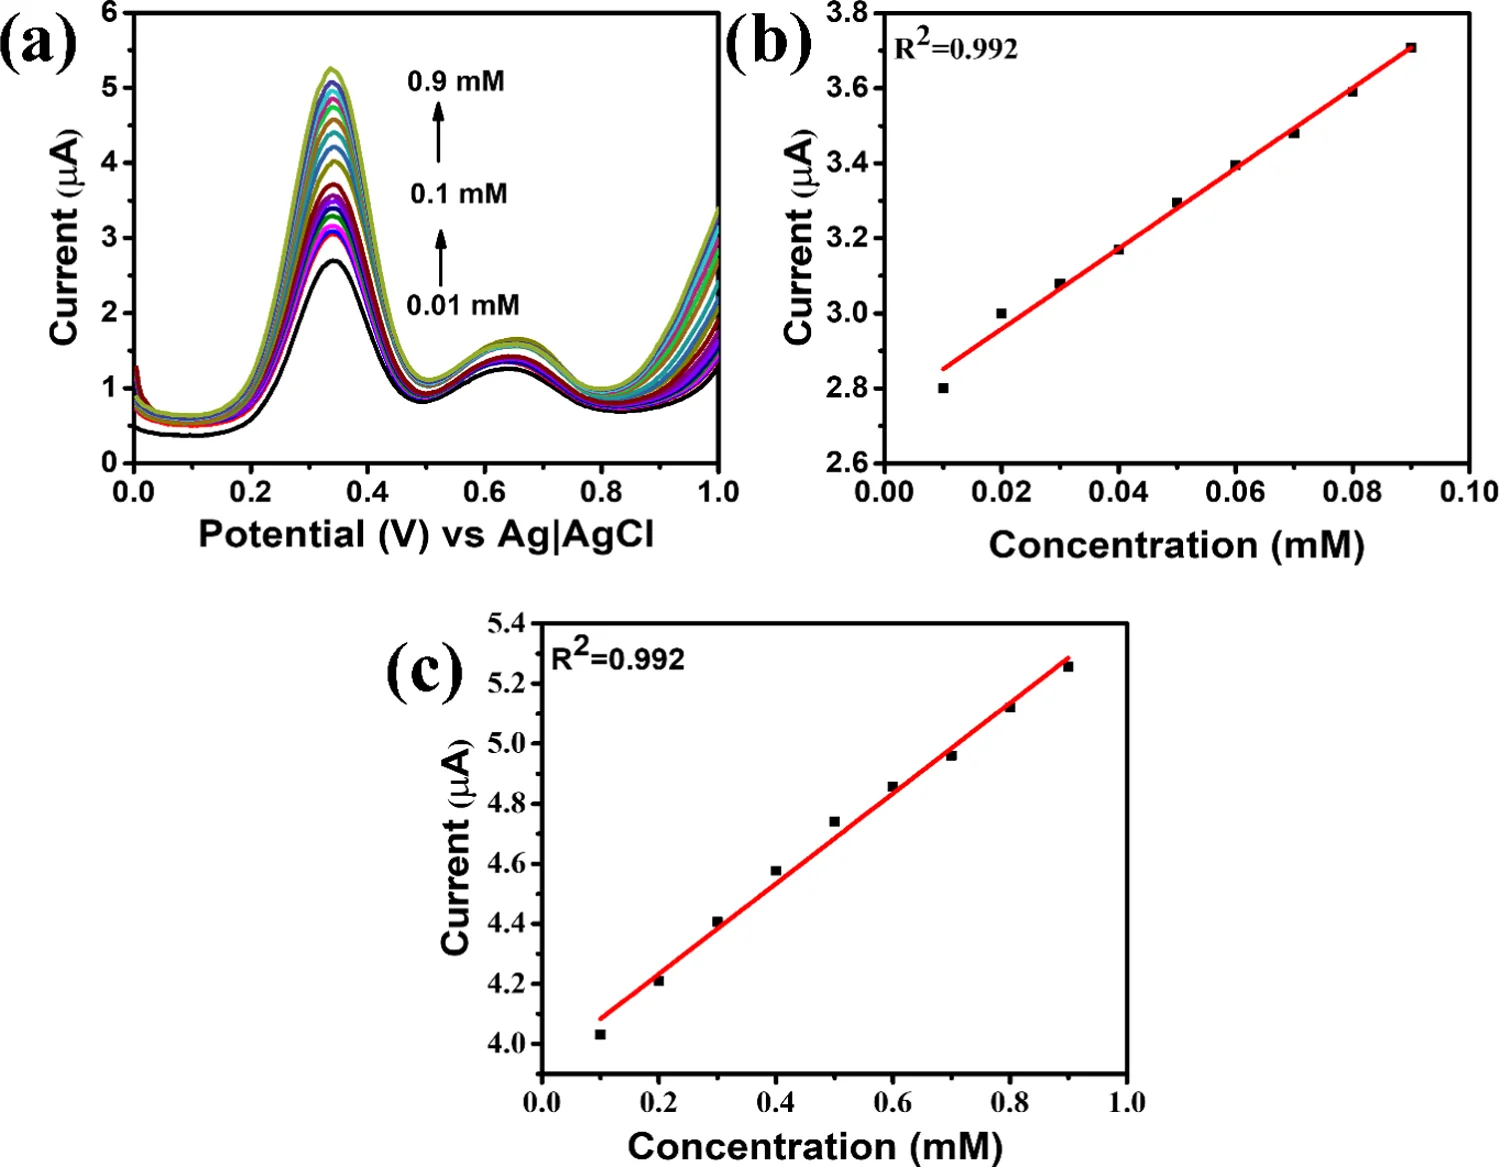 (a)
6
5
4
3
2
1
0
Current (μA)
0.9 mM
0.1 mM
0.01 mM
0.0 0.2 0.4 0.6 0.8 1.0
Potential (V) vs Ag|AgCl
(b)
R2=0.992
3.8
3.6
3.4
3.2
3.0
2.8
2.6
Current (μA)
0.00 0.02 0.04 0.06 0.08 0.10
Concentration (mM)
(c)
R2=0.992
5.4
5.2
5.0
4.8
4.6
4.4
4.2
4.0
Current (μA)
0.0 0.2 0.4 0.6 0.8 1.0
Concentration (mM)